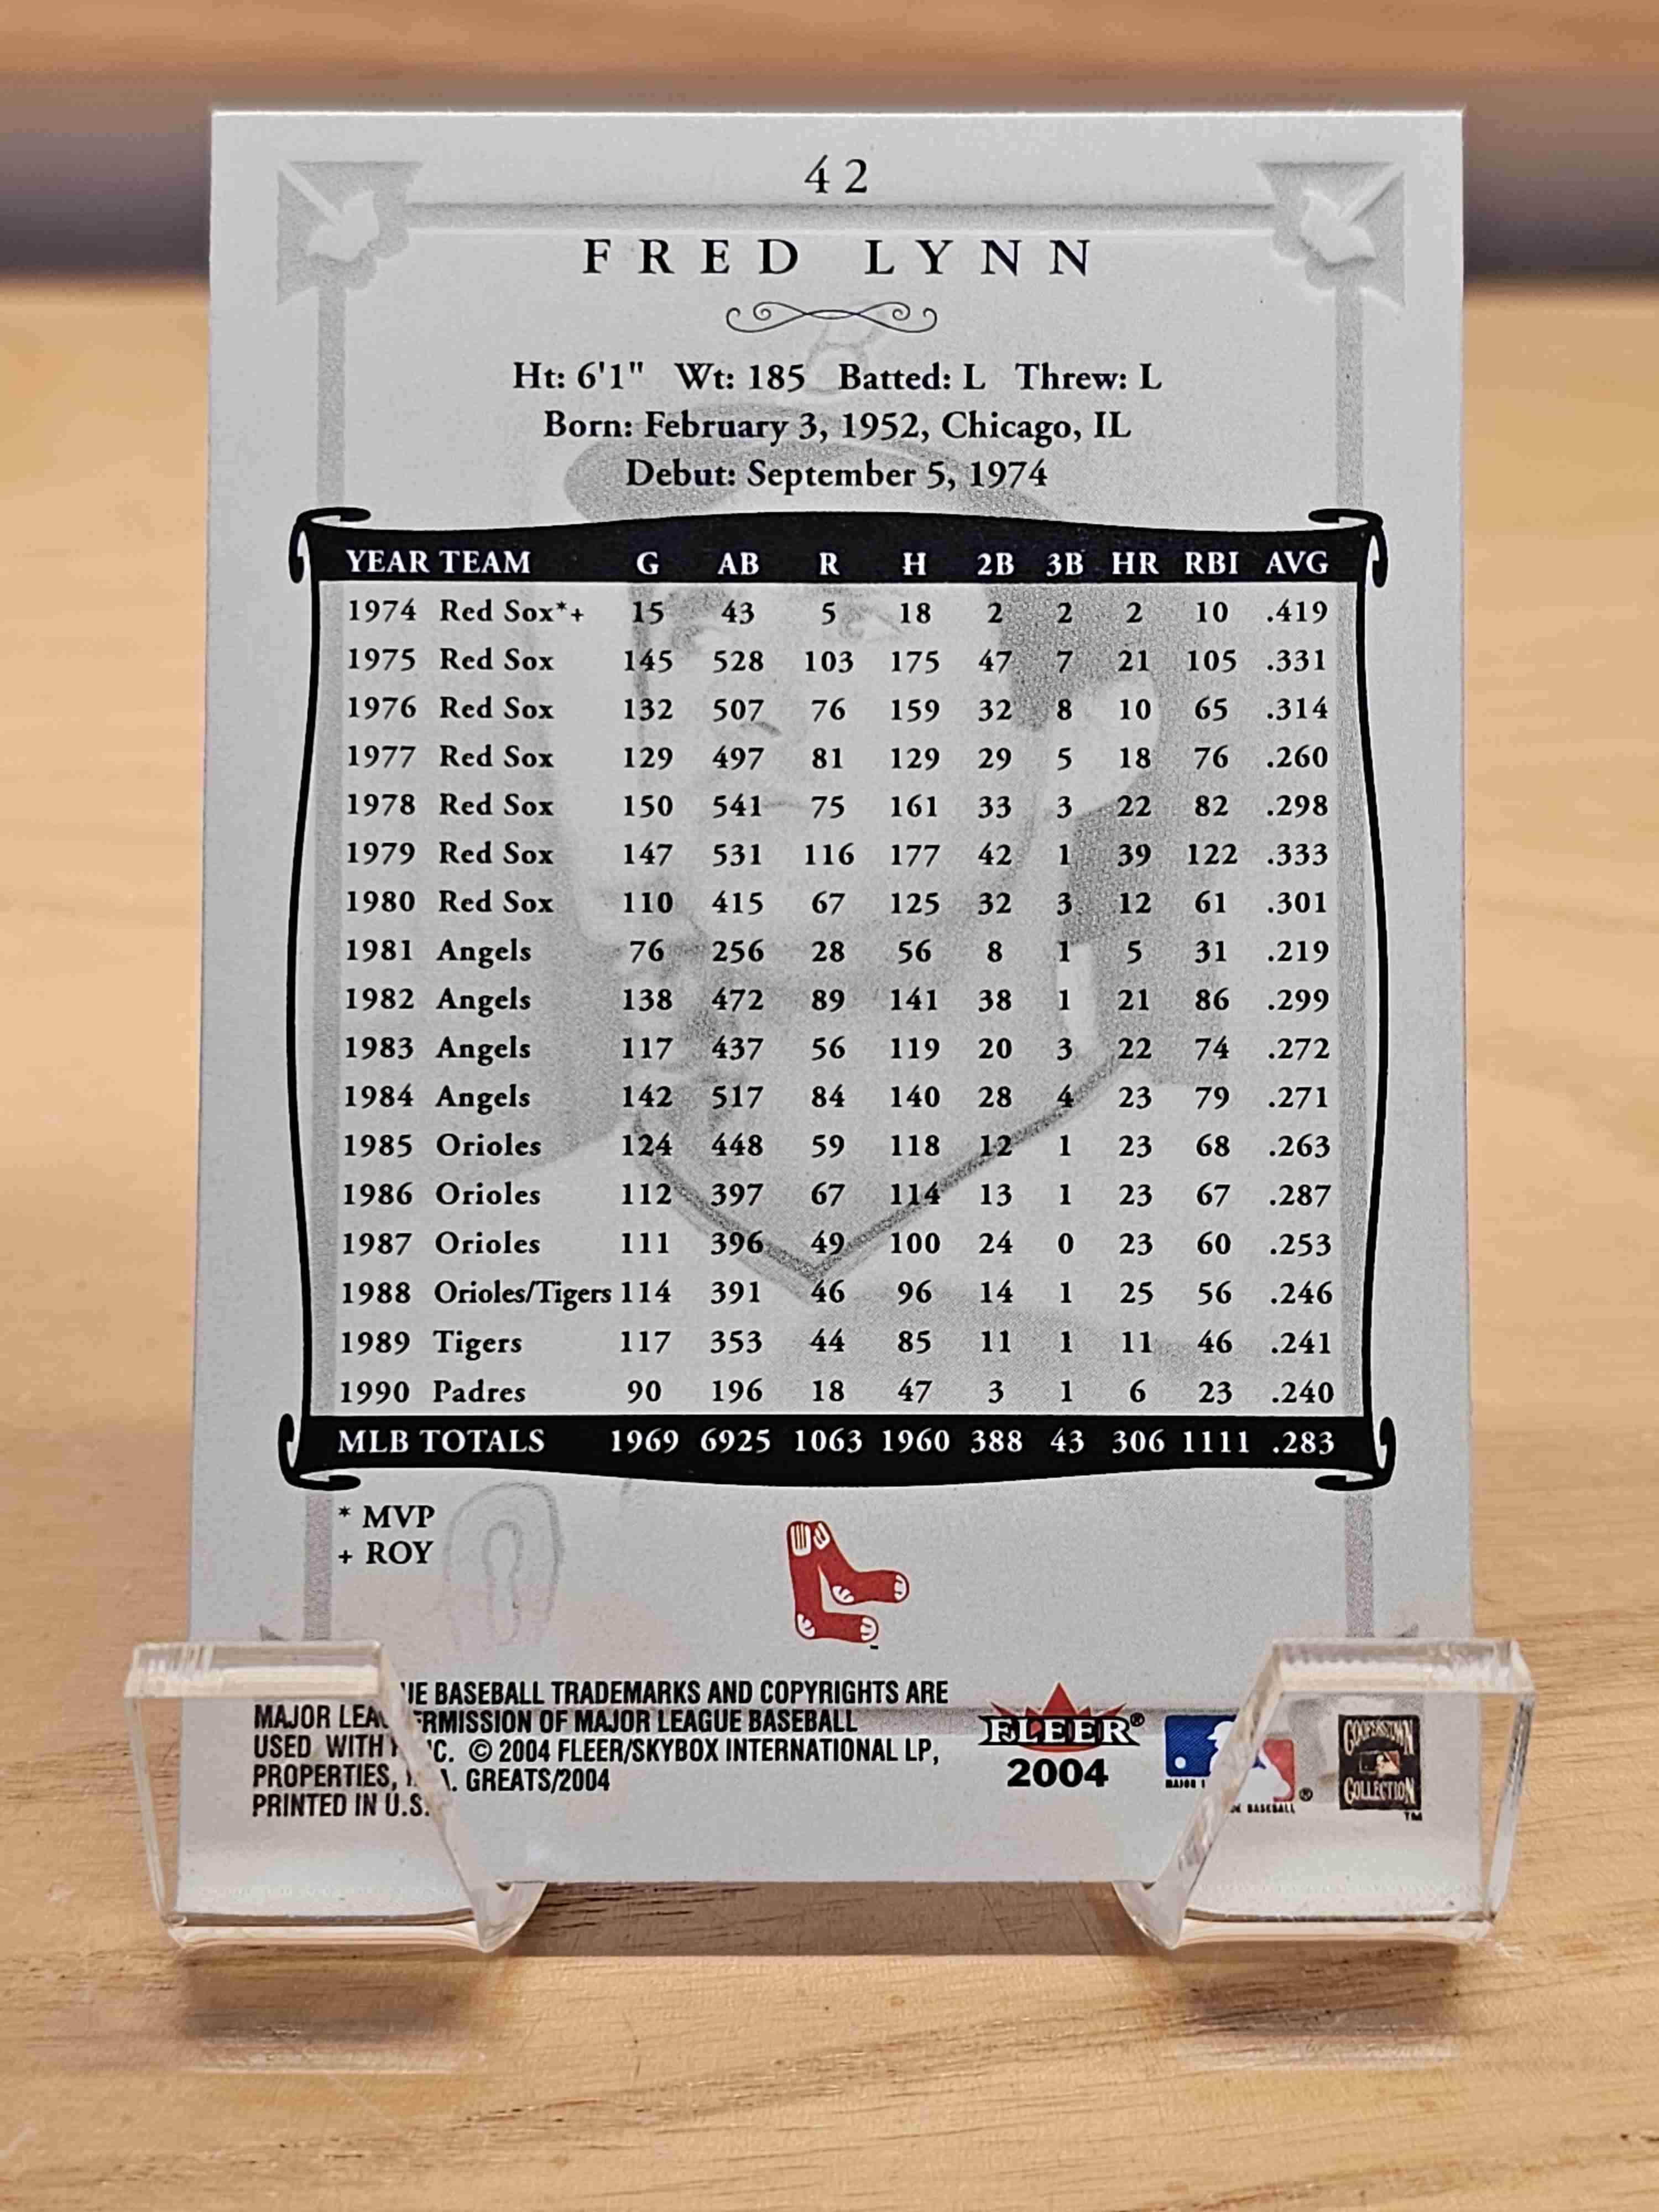 42
FRED LYNN
Ht: 6'1" Wt: 185 Batted: L Threw: L
Born: February 3, 1952, Chicago, IL
Debut: September 5, 1974
YEAR TEAM G AB R H 2B 3B HR RBI AVG
1974 Red Sox*+ 15 43 5 18 2 2 2 10 .419
1975 Red Sox 145 528 103 175 47 7 21 105 .331
1976 Red Sox 132 507 76 159 32 8 10 65 .314
1977 Red Sox 129 497 81 129 29 5 18 76 .260
1978 Red Sox 150 541 75 161 33 3 22 82 .298
1979 Red Sox 147 531 116 177 42 1 39 122 .333
1980 Red Sox 110 415 67 125 32 3 12 61 .301
1981 Angels 76 256 28 56 8 1 5 31 .219
1982 Angels 138 472 89 141 38 1 21 86 .299
1983 Angels 117 437 56 119 20 3 22 74 .272
1984 Angels 142 517 84 140 28 4 23 79 .271
1985 Orioles 124 448 59 118 12 1 23 68 .263
1986 Orioles 112 397 67 114 13 1 23 67 .287
1987 Orioles 111 396 49 100 24 0 23 60 .253
1988 Orioles/Tigers 114 391 46 96 14 1 25 56 .246
1989 Tigers 117 353 44 85 11 1 11 46 .241
1990 Padres 90 196 18 47 3 1 6 23 .240
MLB TOTALS 1969 6925 1063 1960 388 43 306 1111 .283
* MVP
+ ROY
MAJOR BASEBALL TRADEMARKS AND COPYRIGHTS ARE
USED WITH OF MAJOR LEAGUE BASEBALL
PROPERTIES, © 2004 FLEER/SKYBOX INTERNATIONAL LP,
PRINTED IN U.S. GREATS/2004
FLEER®
2004
MAJOR BASEBALL ®
COOPERSTOWN
COLLECTION
TM